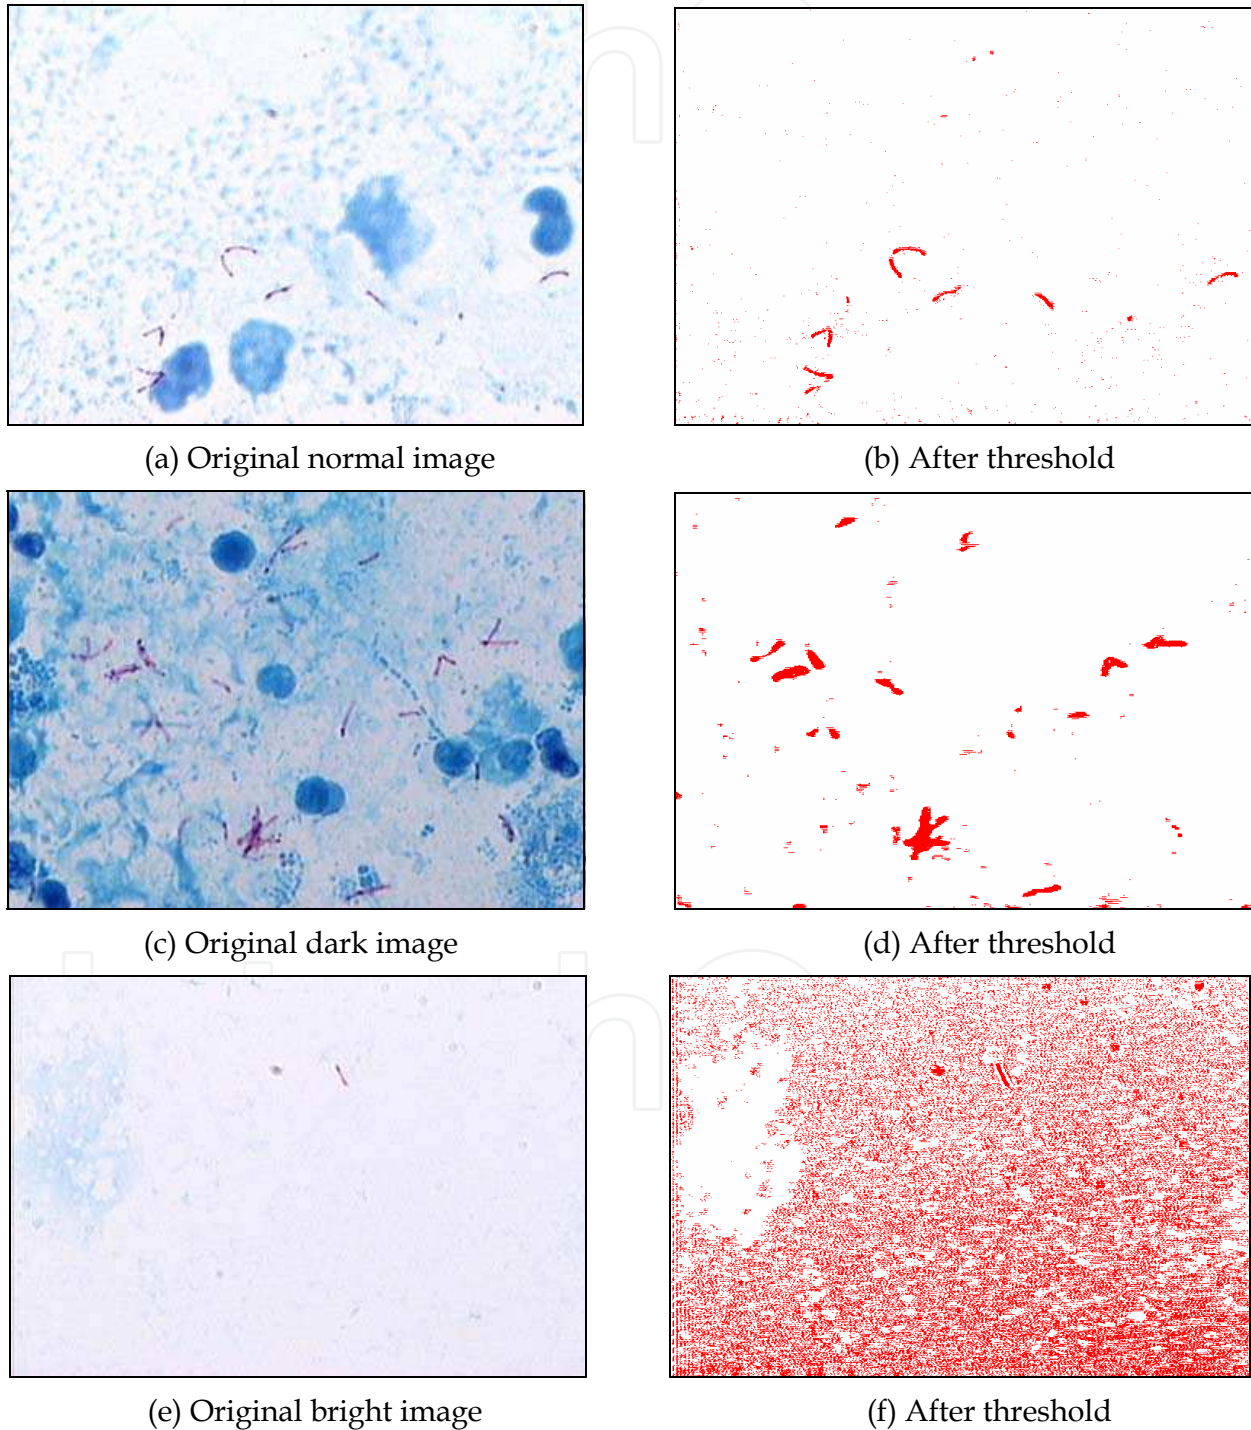 (a) Original normal image
(b) After threshold
(c) Original dark image
(d) After threshold
(e) Original bright image
(f) After threshold